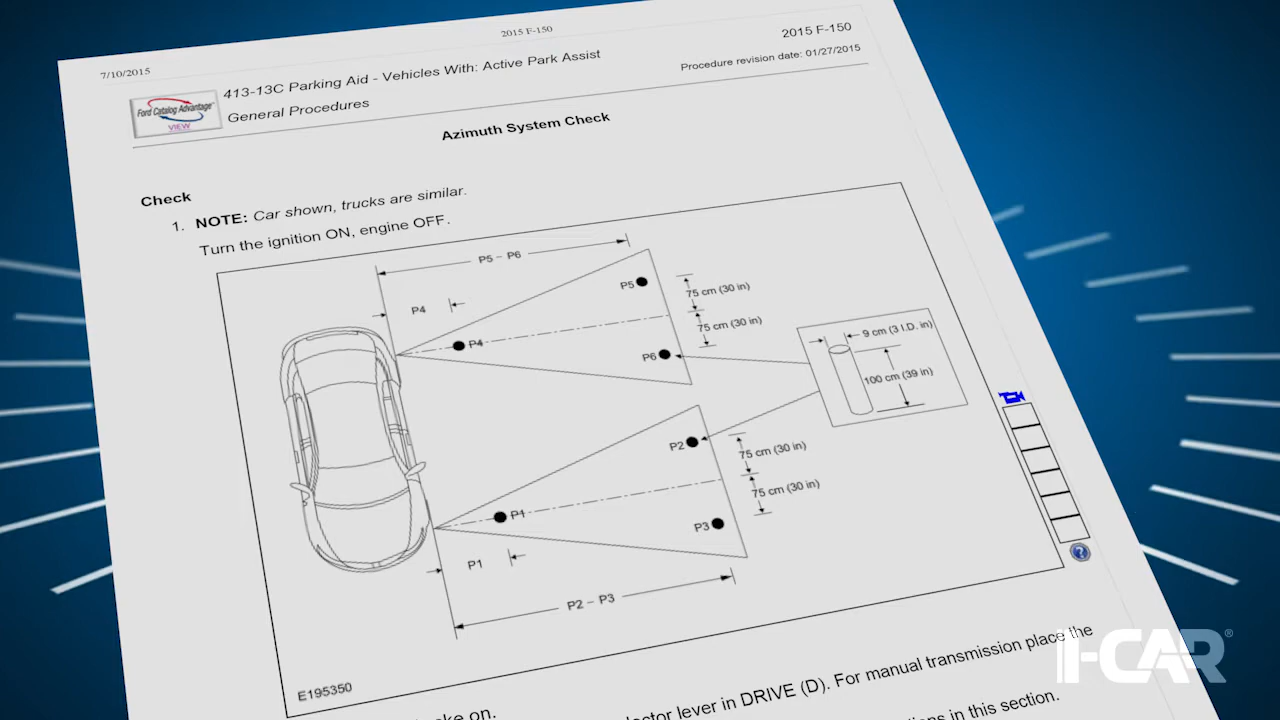 7/10/2015
2015 F-150
2015 F-150
Ford Catalog Advantage
VIEW
413-13C Parking Aid - Vehicles With: Active Park Assist
Procedure revision date: 01/27/2015
General Procedures
Azimuth System Check
Check
1. NOTE: Car shown, trucks are similar.
Turn the ignition ON, engine OFF.
P5 - P6
P4
P5
75 cm (30 in)
P4
75 cm (30 in)
P6
9 cm (3 I.D. in)
100 cm (39 in)
P2
75 cm (30 in)
75 cm (30 in)
P1
P3
P1
P2 - P3
E195350
on.
lever in DRIVE (D). For manual transmission place the
in this section.
I-CAR®